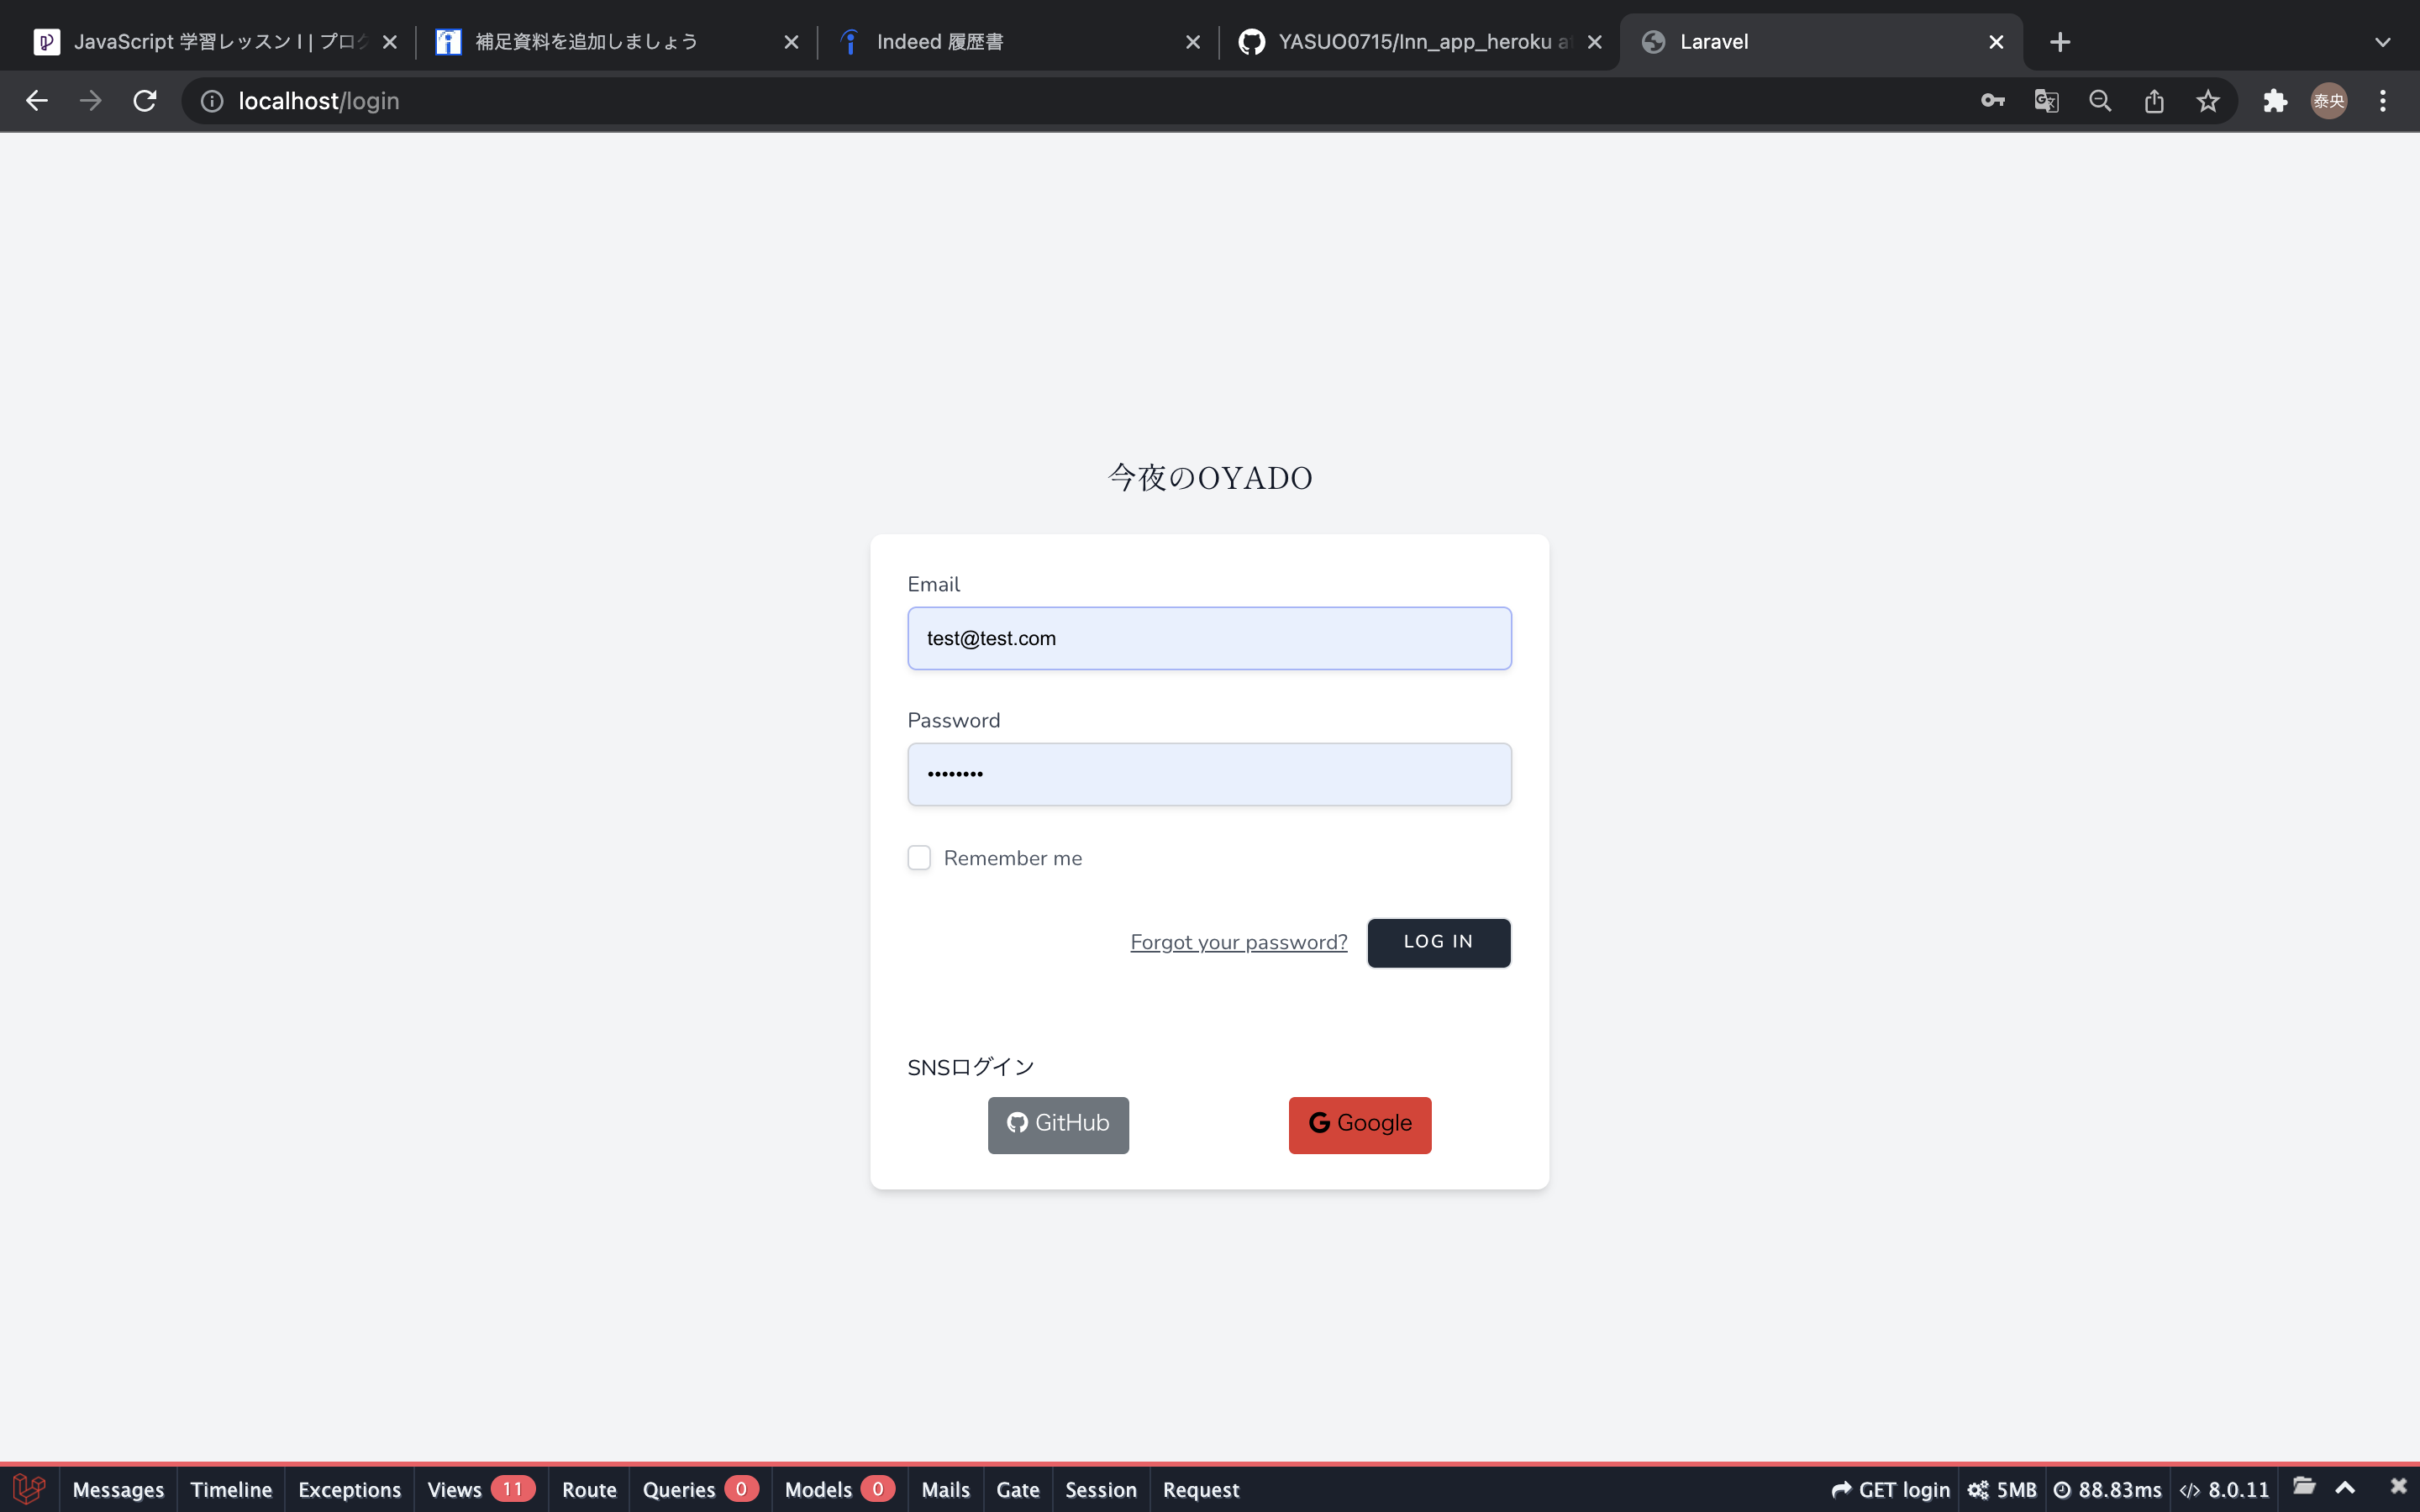 JavaScript 学習レッスン I | プログ
補足資料を追加しましょう
Indeed 履歴書
YASUO0715/Inn_app_heroku at
Laravel
localhost/login
泰央
今夜のOYADO
Email
test@test.com
Password
••••••••
Remember me
Forgot your password?
LOG IN
SNSログイン
GitHub
Google
Messages Timeline Exceptions Views 11 Route Queries 0 Models 0 Mails Gate Session Request GET login 5MB 88.83ms 8.0.11